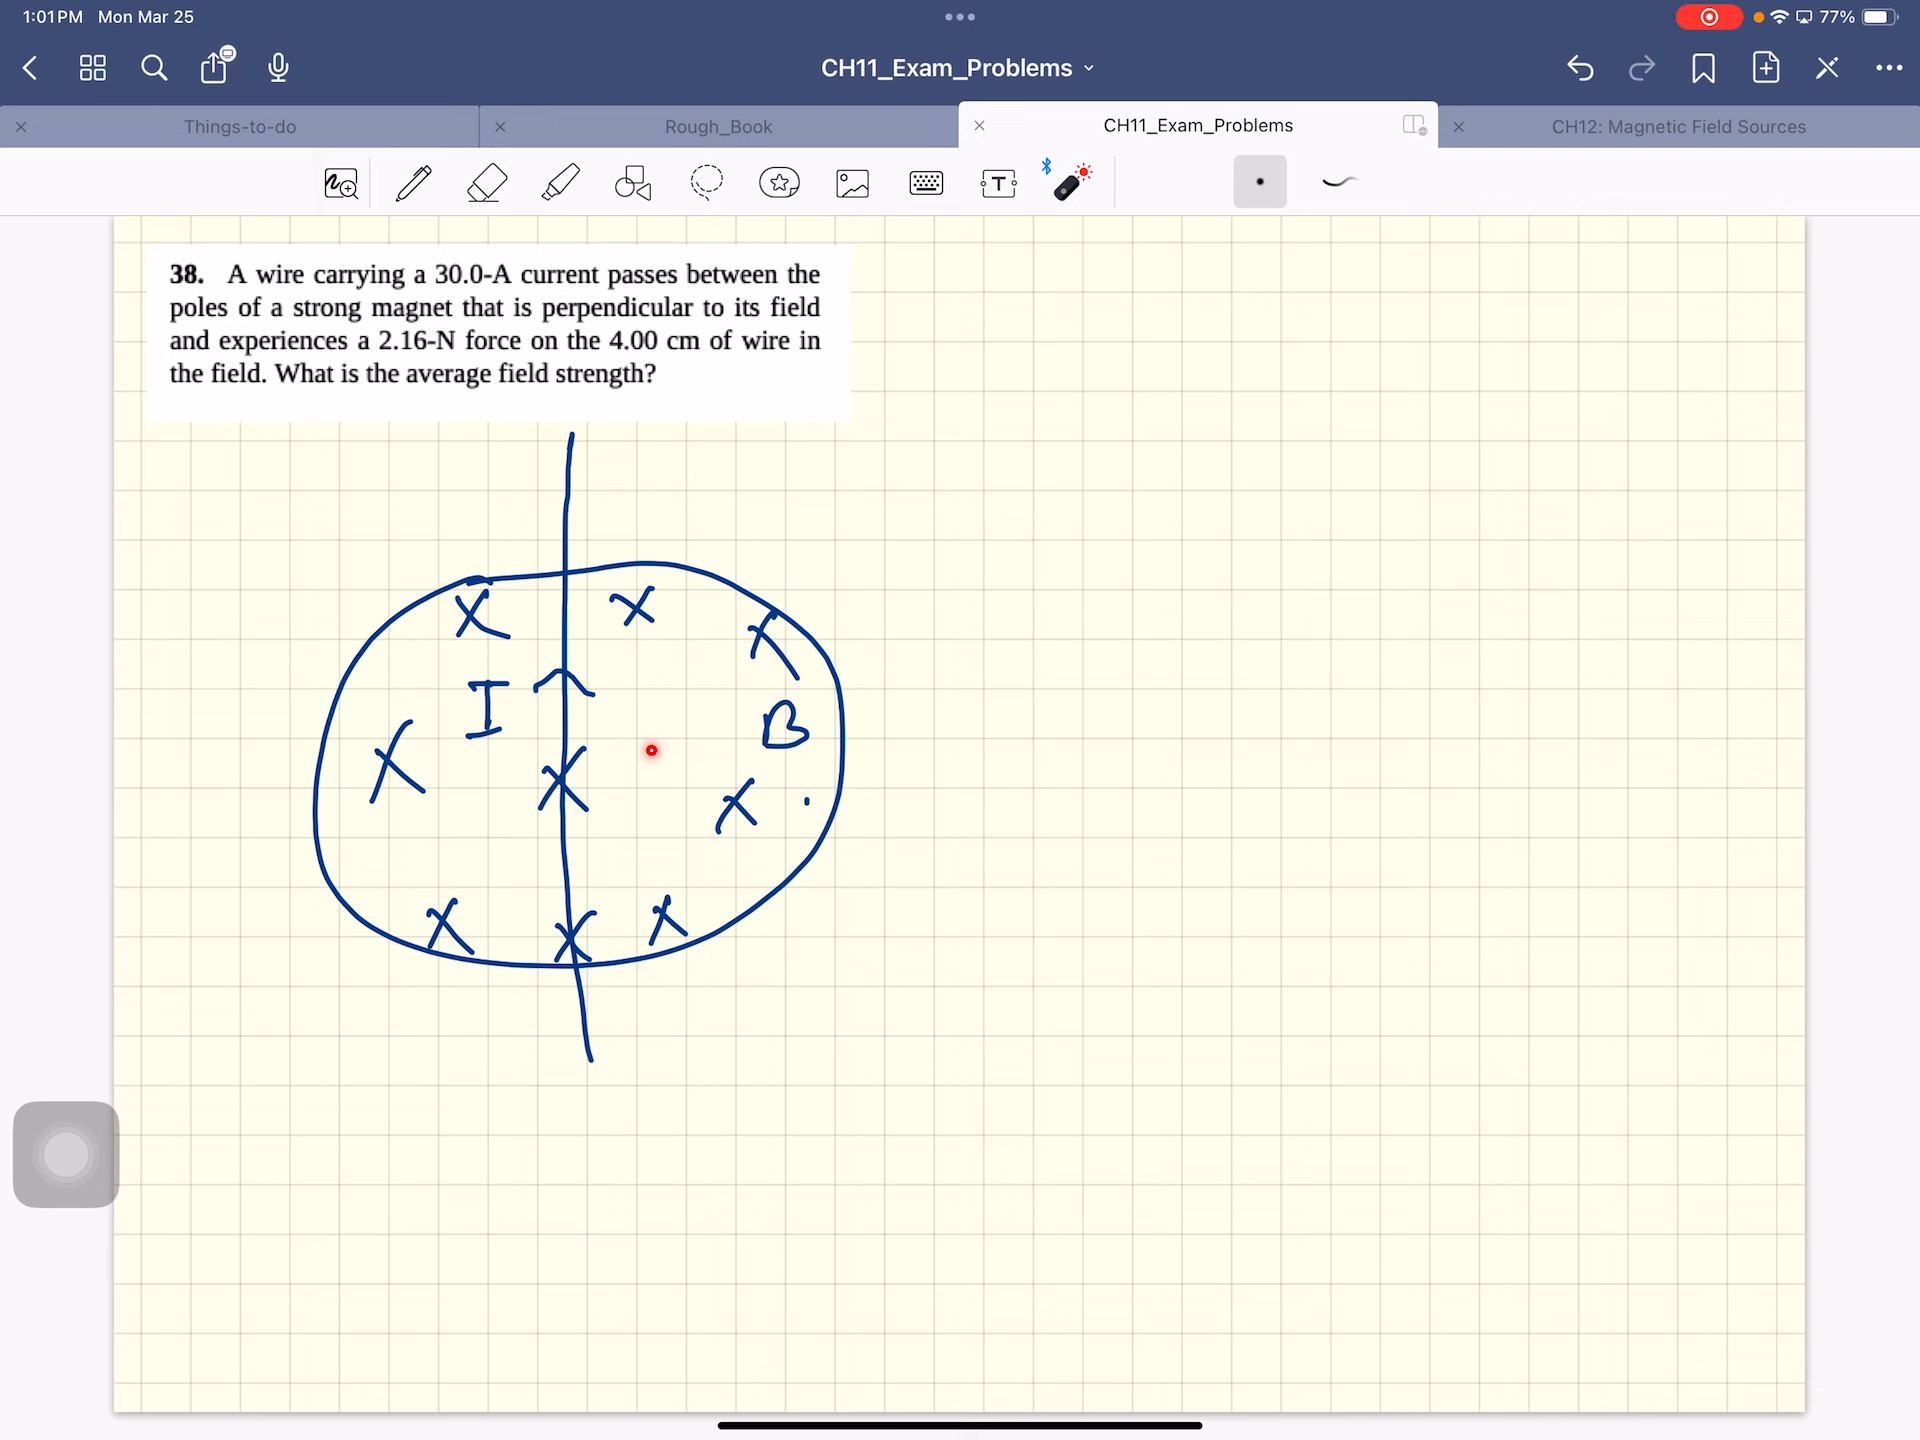 1:01PM Mon Mar 25
77%
CH11_Exam_Problems
Things-to-do
Rough_Book
CH11_Exam_Problems
CH12: Magnetic Field Sources
T
38. A wire carrying a 30.0-A current passes between the
poles of a strong magnet that is perpendicular to its field
and experiences a 2.16-N force on the 4.00 cm of wire in
the field. What is the average field strength?
X X X
I
B
X X X
X X X